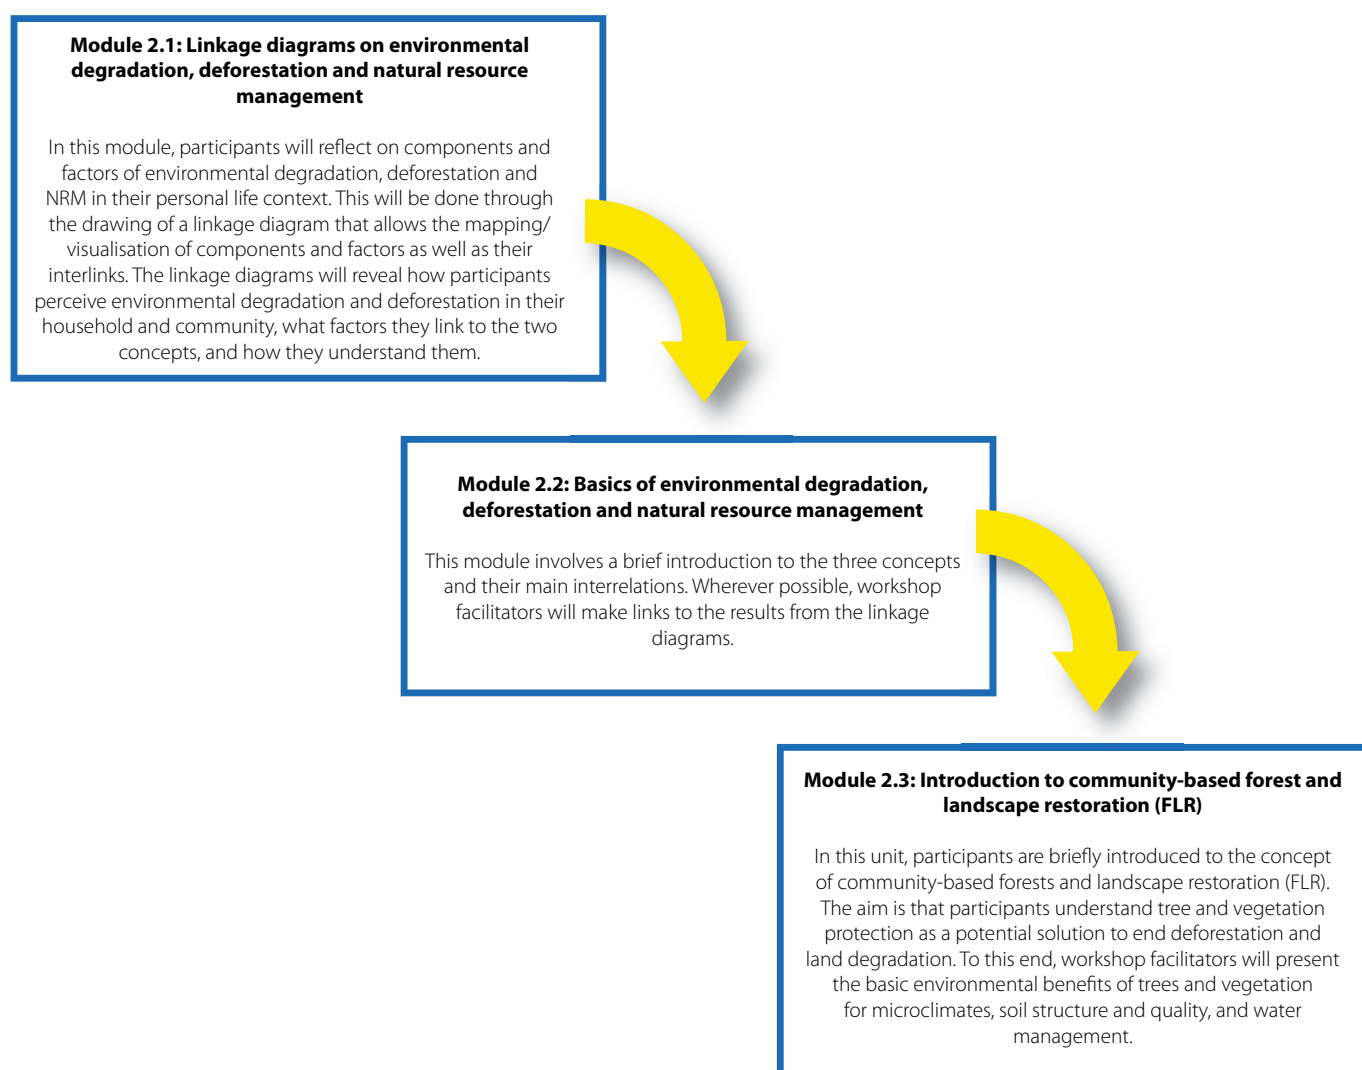 Module 2.1: Linkage diagrams on environmental
degradation, deforestation and natural resource
management
In this module, participants will reflect on components and
factors of environmental degradation, deforestation and
NRM in their personal life context. This will be done through
the drawing of a linkage diagram that allows the mapping/
visualisation of components and factors as well as their
interlinks. The linkage diagrams will reveal how participants
perceive environmental degradation and deforestation in their
household and community, what factors they link to the two
concepts, and how they understand them.
Module 2.2: Basics of environmental degradation,
deforestation and natural resource management
This module involves a brief introduction to the three concepts
and their main interrelations. Wherever possible, workshop
facilitators will make links to the results from the linkage
diagrams.
Module 2.3: Introduction to community-based forest and
landscape restoration (FLR)
In this unit, participants are briefly introduced to the concept
of community-based forests and landscape restoration (FLR).
The aim is that participants understand tree and vegetation
protection as a potential solution to end deforestation and
land degradation. To this end, workshop facilitators will present
the basic environmental benefits of trees and vegetation
for microclimates, soil structure and quality, and water
management.